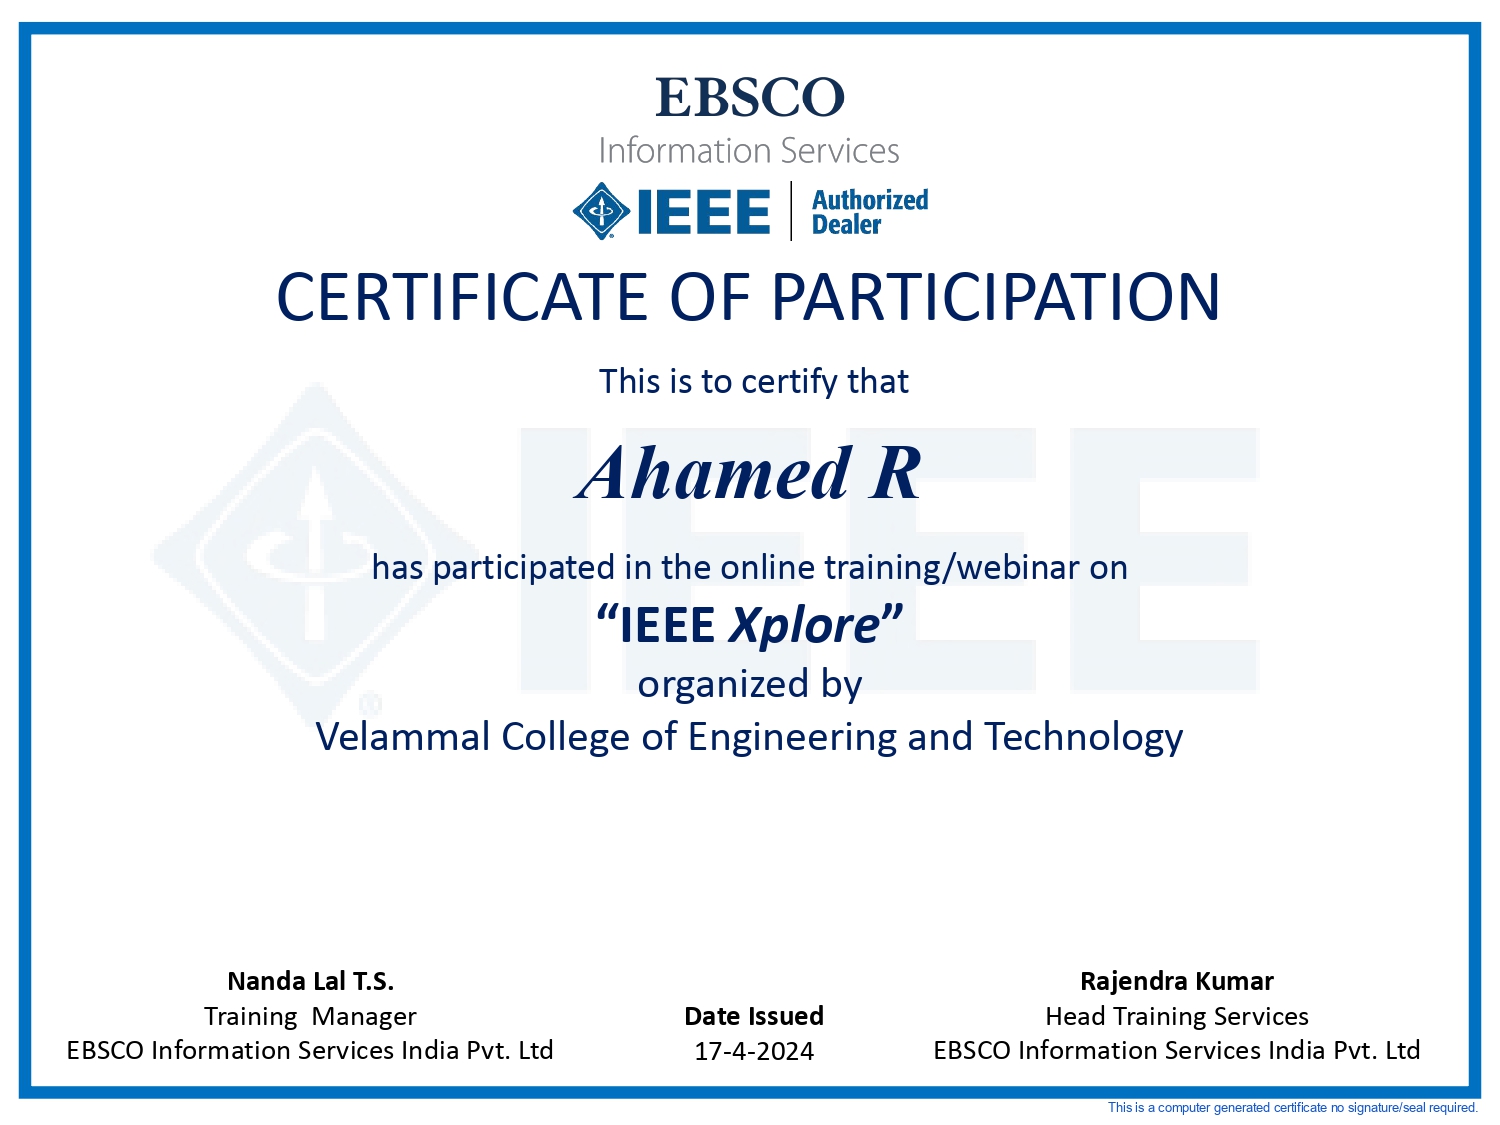 EBSCO
Information Services
IEEE | Authorized Dealer
CERTIFICATE OF PARTICIPATION
This is to certify that
Ahamed R
has participated in the online training/webinar on
“IEEE Xplore”
organized by
Velammal College of Engineering and Technology
Nanda Lal T.S.
Training Manager
EBSCO Information Services India Pvt. Ltd
Date Issued
17-4-2024
Rajendra Kumar
Head Training Services
EBSCO Information Services India Pvt. Ltd
This is a computer generated certificate no signature/seal required.